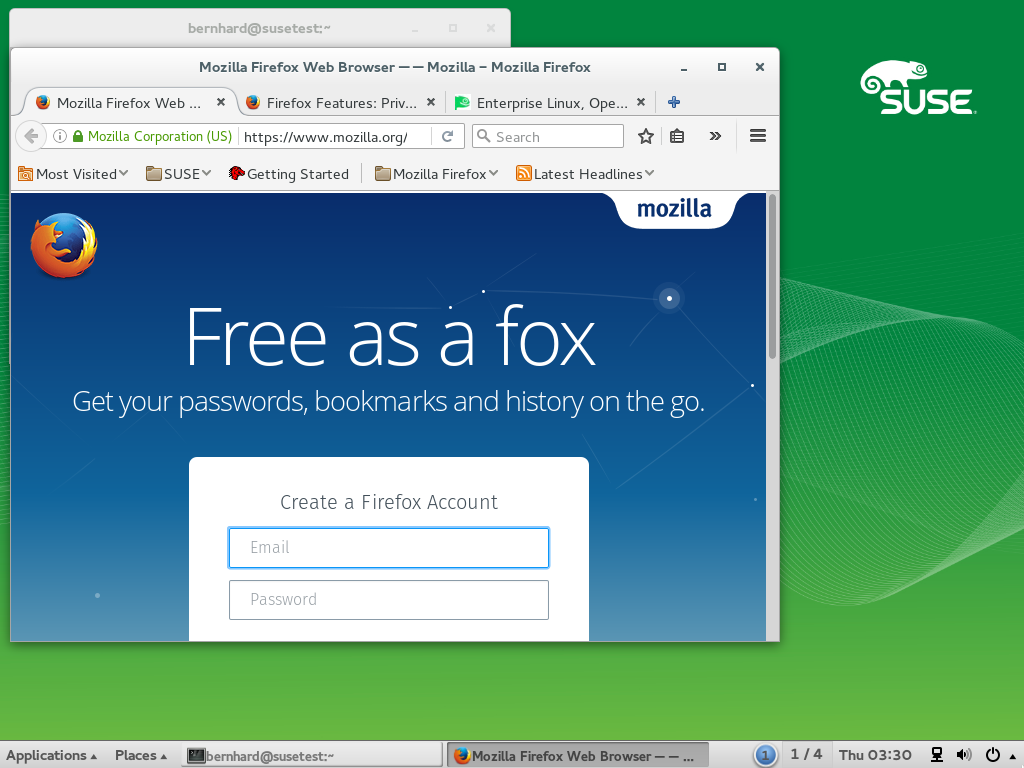 bernhard@susetest:~
Mozilla Firefox Web Browser — — Mozilla – Mozilla Firefox
Mozilla Firefox Web ...
Firefox Features: Priv...
Enterprise Linux, Ope...
Mozilla Corporation (US)
https://www.mozilla.org/
Search
Most Visited
SUSE
Getting Started
Mozilla Firefox
Latest Headlines
mozilla
SUSE
Free as a fox
Get your passwords, bookmarks and history on the go.
Create a Firefox Account
Email
Password
Applications
Places
bernhard@susetest:~
Mozilla Firefox Web Browser — — ...
1
1 / 4
Thu 03:30